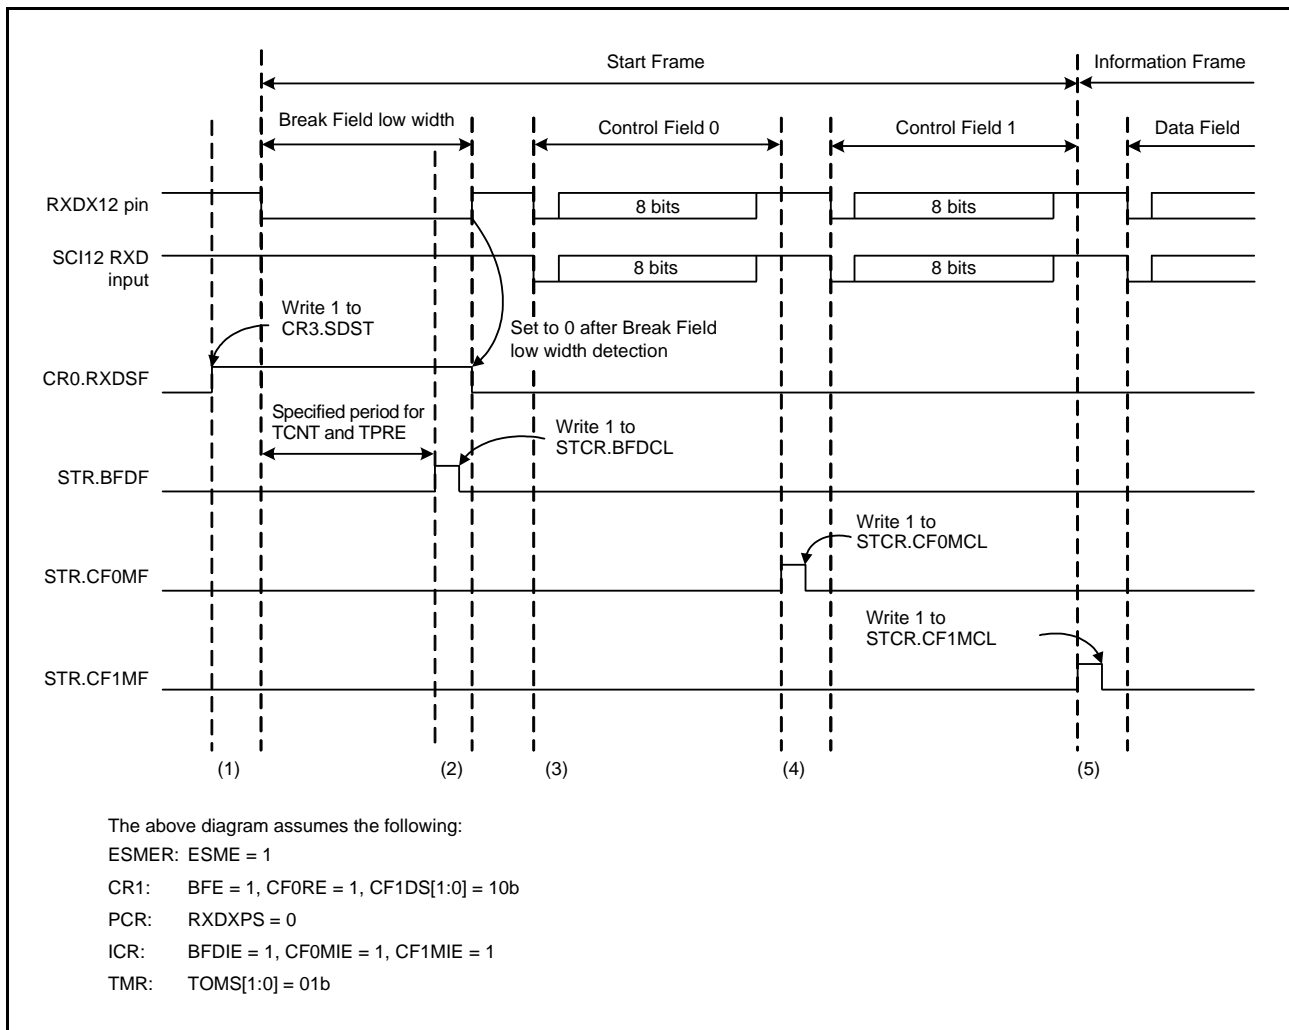 Start Frame
Information Frame
Break Field low width
Control Field 0
Control Field 1
Data Field
RXDX12 pin
8 bits
8 bits
SCI12 RXD
input
8 bits
8 bits
Write 1 to
CR3.SDST
Set to 0 after Break Field
low width detection
CR0.RXDSF
Specified period for
TCNT and TPRE
Write 1 to
STCR.BFDCL
STR.BFDF
Write 1 to
STCR.CF0MCL
STR.CF0MF
Write 1 to
STCR.CF1MCL
STR.CF1MF
(1)
(2)
(3)
(4)
(5)
The above diagram assumes the following:
ESMER: ESME = 1
CR1: BFE = 1, CF0RE = 1, CF1DS[1:0] = 10b
PCR: RXDXPS = 0
ICR: BFDIE = 1, CF0MIE = 1, CF1MIE = 1
TMR: TOMS[1:0] = 01b